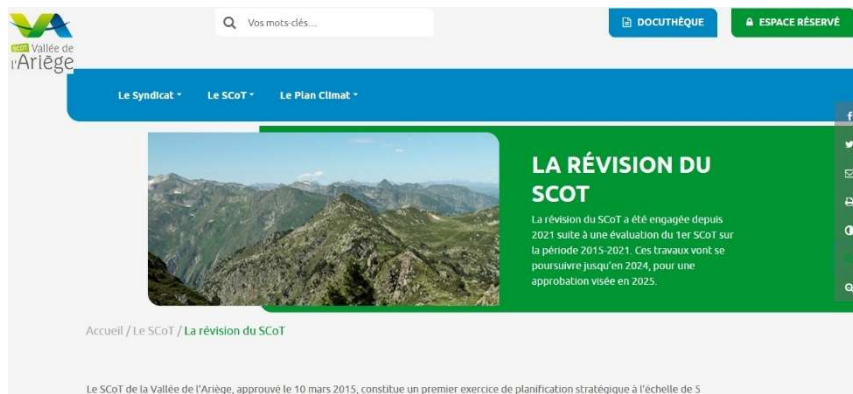 Vos mots-clés...
DOCUTHÈQUE
ESPACE RÉSERVÉ
SCOT Vallée de
l'Ariège
Le Syndicat
Le SCoT
Le Plan Climat
LA RÉVISION DU
SCOT
La révision du SCoT a été engagée depuis
2021 suite à une évaluation du 1er SCoT sur
la période 2015-2021. Ces travaux vont se
poursuivre jusqu'en 2024, pour une
approbation visée en 2025.
Accueil / Le SCoT / La révision du SCoT
Le SCoT de la Vallée de l'Ariège, approuvé le 10 mars 2015, constitue un premier exercice de planification stratégique à l'échelle de 5